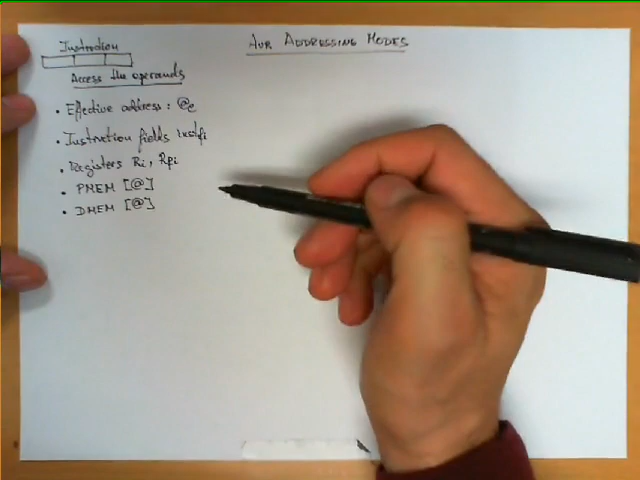 AVR ADDRESSING MODES
Instruction
Access the operands
• Effective address: @e
• Instruction fields
• Registers Ri, Rpi
• PMEM [@]
• DMEM [@]